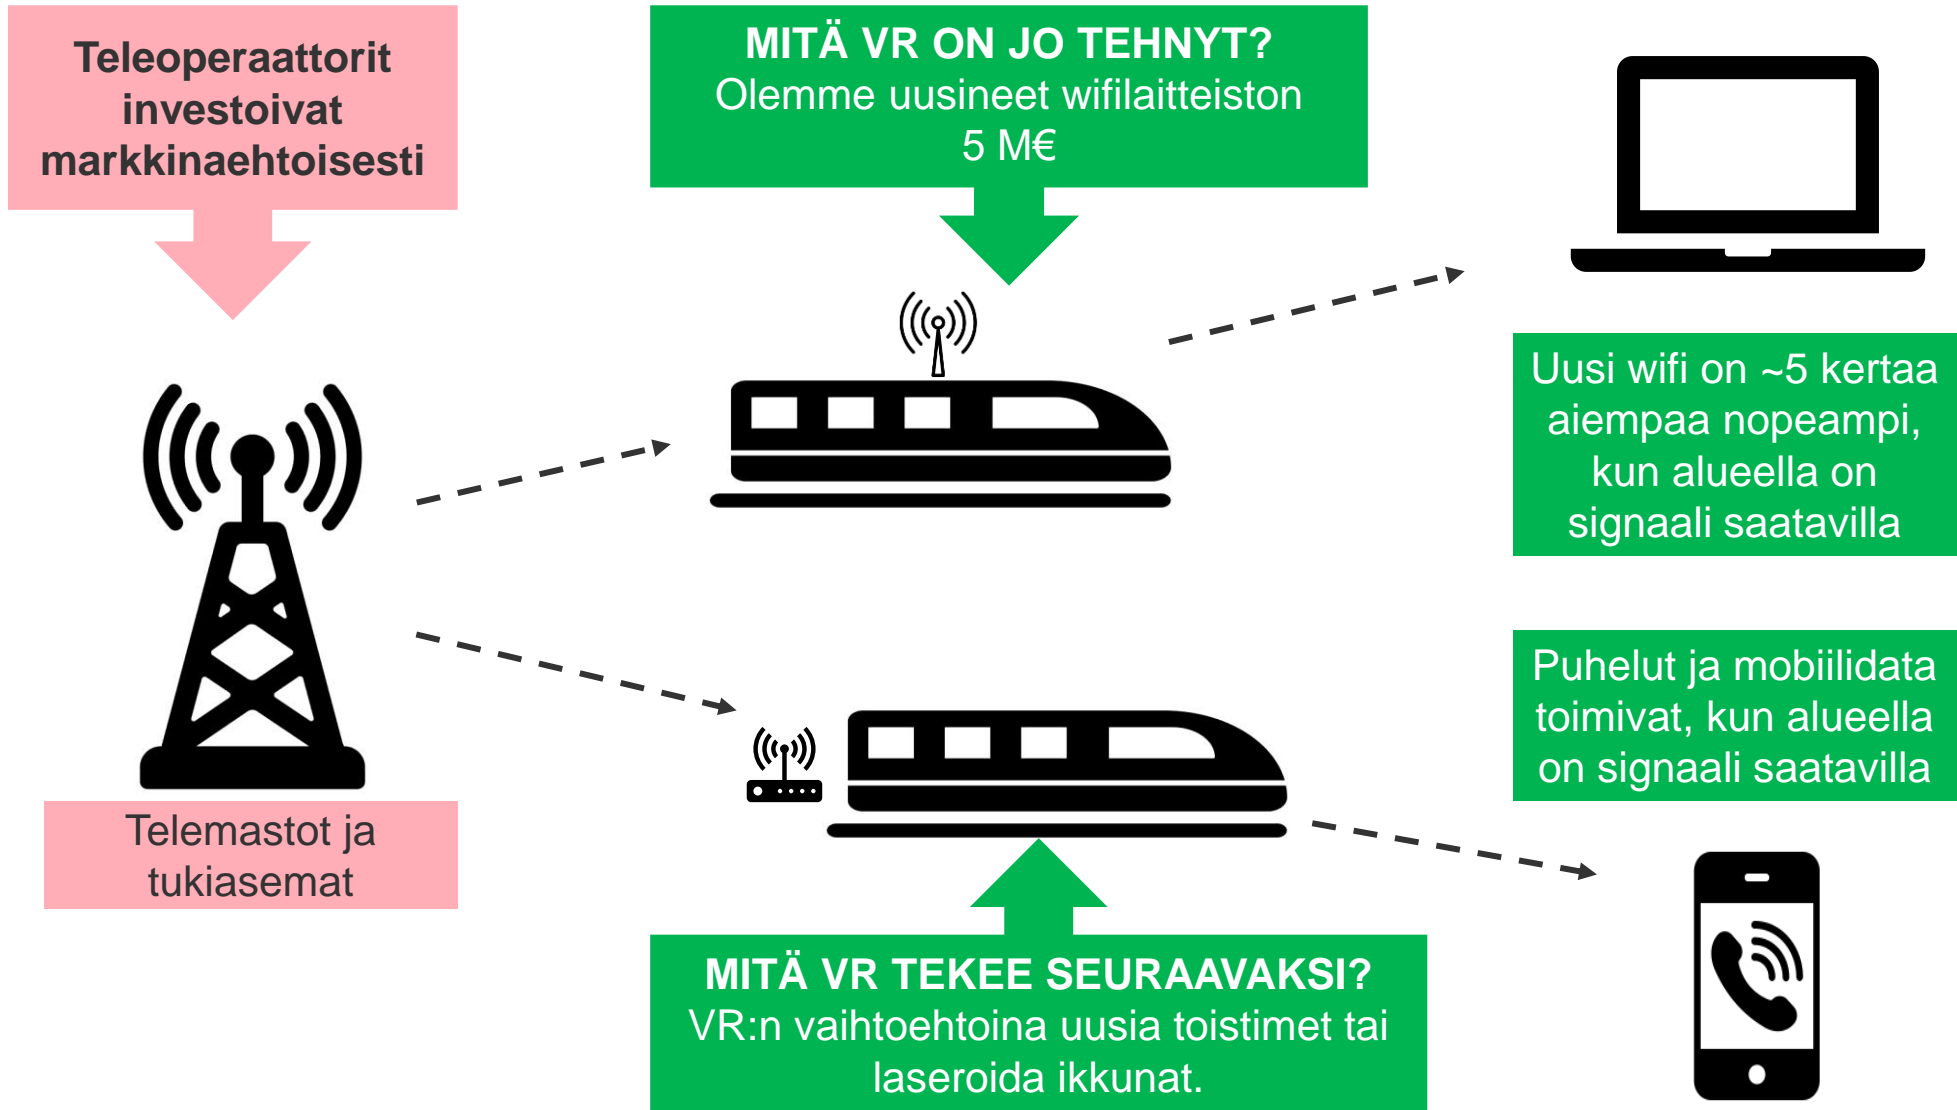 Teleoperaattorit
investoivat
markkinaehtoisesti
MITÄ VR ON JO TEHNYT?
Olemme uusineet wifilaitteiston
5 M€
Uusi wifi on ~5 kertaa
aiempaa nopeampi,
kun alueella on
signaali saatavilla
Puhelut ja mobiilidata
toimivat, kun alueella
on signaali saatavilla
Telemastot ja
tukiasemat
MITÄ VR TEKEE SEURAAVAKSI?
VR:n vaihtoehtoina uusia toistimet tai
laseroida ikkunat.